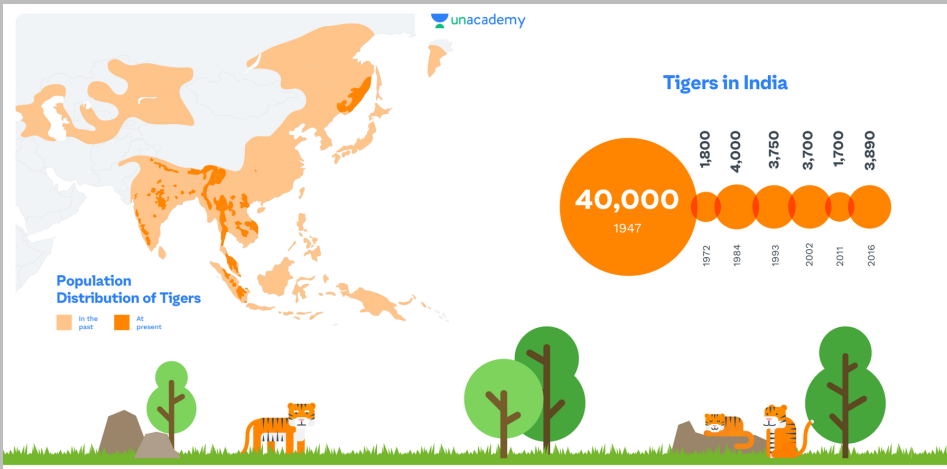 unacademy
Tigers in India
1,800
4,000
3,750
3,700
1,700
3,890
40,000
1947
1972
1984
1993
2002
2011
2016
Population
Distribution of Tigers
In the
past
At
present